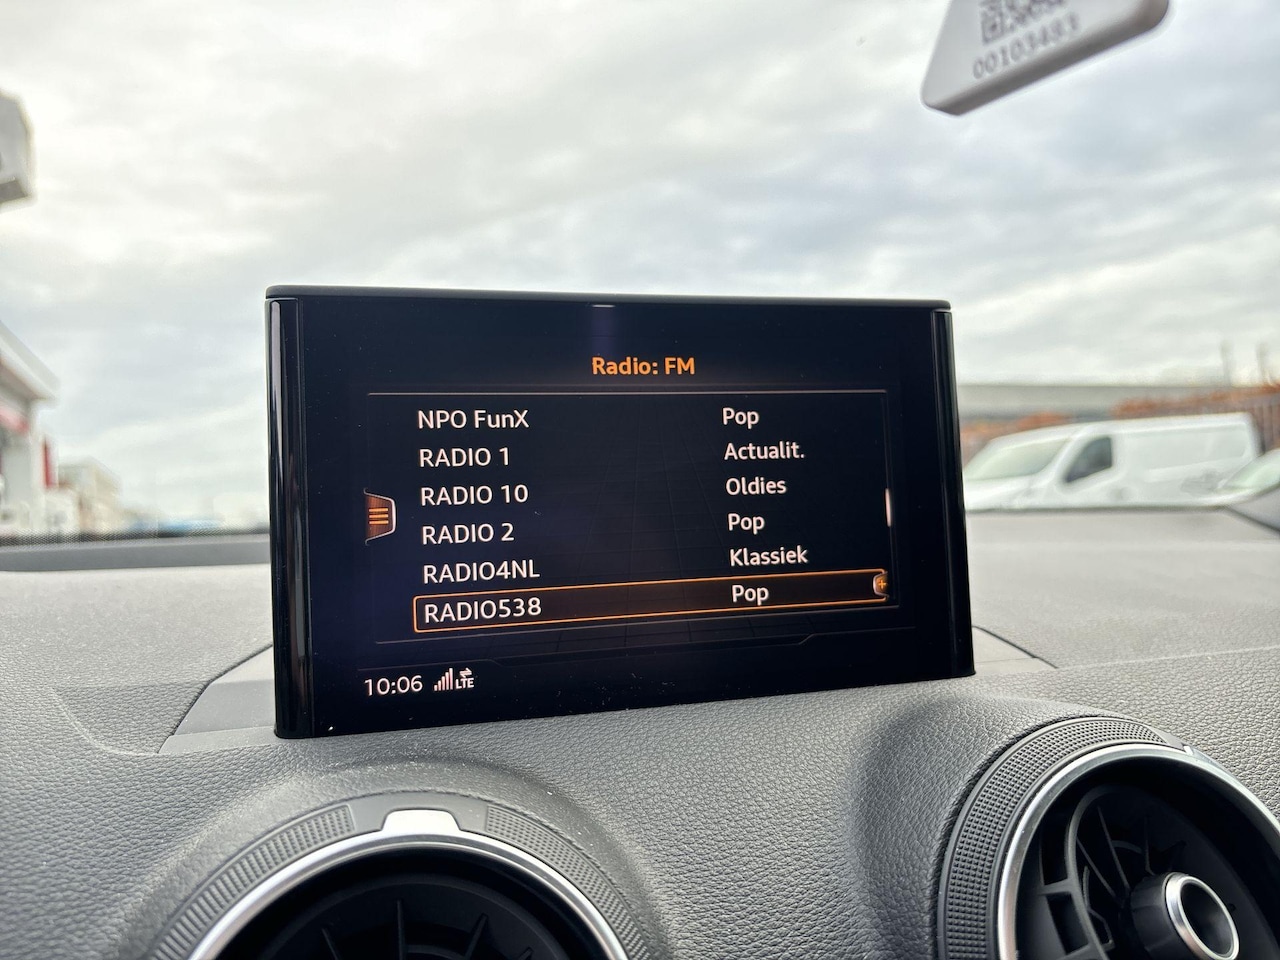 00103483
Radio: FM
NPO FunX Pop
RADIO 1 Actualit.
RADIO 10 Oldies
RADIO 2 Pop
RADIO4NL Klassiek
RADIO538 Pop
10:06 LTE